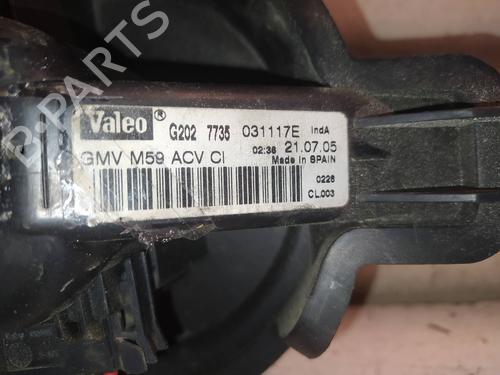 Valeo® G202 7735 031117E indA
02:36 21.07.05
GMV M59 ACV CI Made in SPAIN
0228
CL003
B-PARTS